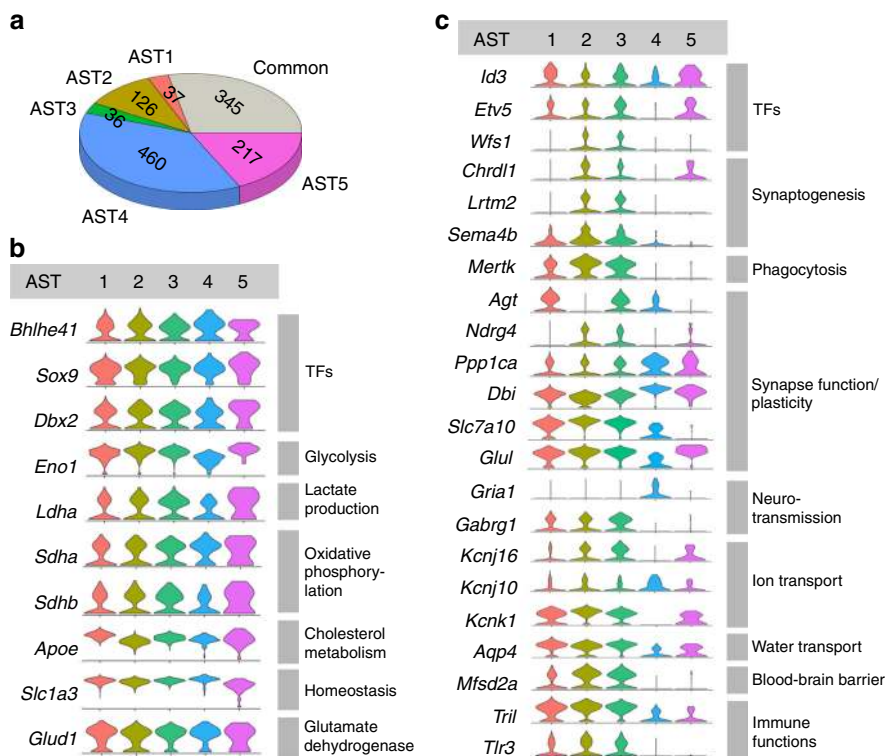 a
AST1
AST2
AST3
AST4
AST5
Common
37
126
36
345
460
217
b
AST 1 2 3 4 5
Bhlhe41
Sox9
Dbx2
TFs
Eno1
Glycolysis
Ldha
Lactate
production
Sdha
Sdhb
Oxidative
phosphory-
lation
Apoe
Cholesterol
metabolism
Slc1a3
Homeostasis
Glud1
Glutamate
dehydrogenase
c
AST 1 2 3 4 5
Id3
Etv5
Wfs1
TFs
Chrdl1
Lrtm2
Sema4b
Synaptogenesis
Mertk
Phagocytosis
Agt
Ndrg4
Ppp1ca
Dbi
Slc7a10
Glul
Synapse function/
plasticity
Gria1
Gabrg1
Neuro-
transmission
Kcnj16
Kcnj10
Kcnk1
Ion transport
Aqp4
Water transport
Mfsd2a
Blood-brain barrier
Tril
Tlr3
Immune
functions